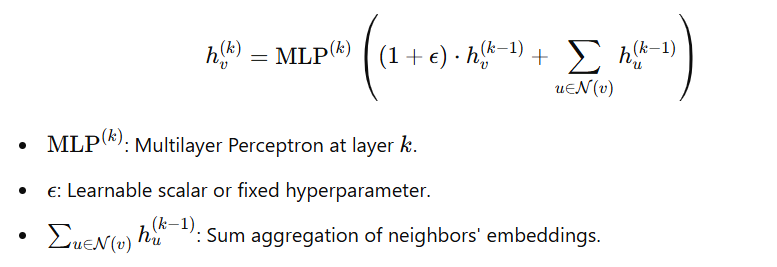 h_v^{(k)} = MLP^{(k)} ( (1 + ϵ) · h_v^{(k−1)} + ∑_{u∈𝒩(v)} h_u^{(k−1)} )
• MLP^{(k)}: Multilayer Perceptron at layer k.
• ϵ: Learnable scalar or fixed hyperparameter.
• ∑_{u∈𝒩(v)} h_u^{(k−1)}: Sum aggregation of neighbors' embeddings.